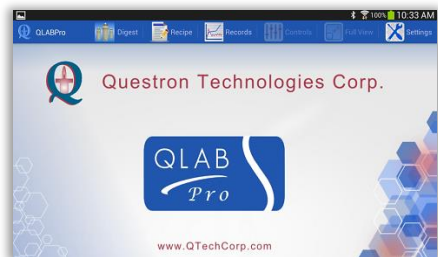 100% 10:33 AM
QLABPro Digest Recipe Records Controls Full View Settings
Q Questron Technologies Corp.
QLAB
Pro
www.QTechCorp.com